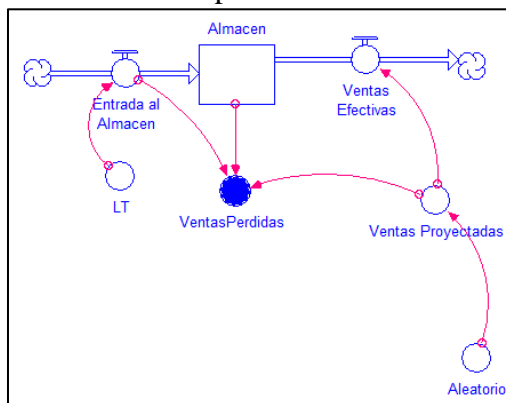 Almacen
Entrada al
Almacen
Ventas
Efectivas
LT
VentasPerdidas
Ventas Proyectadas
Aleatorio